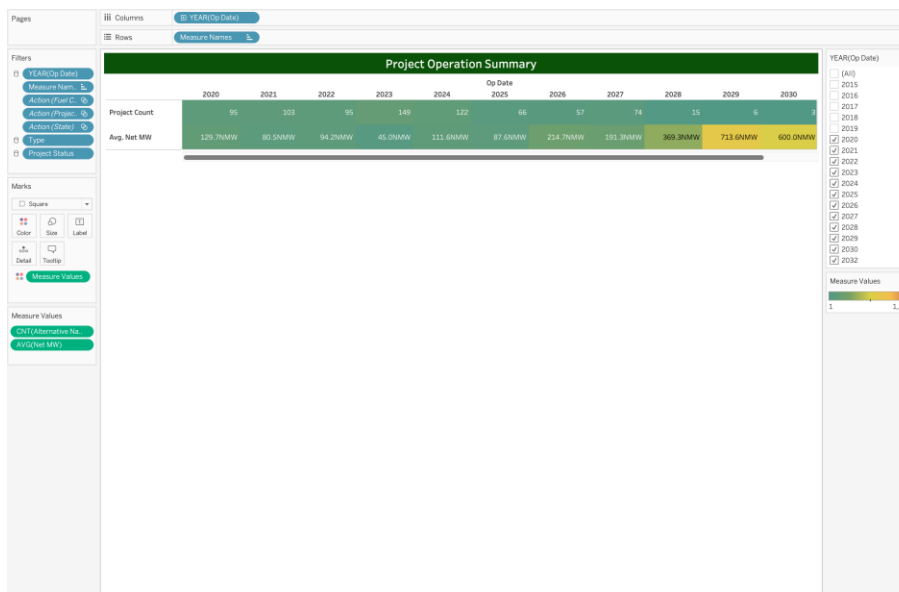 Pages
Columns
YEAR(Op Date)
Rows
Measure Names
Filters
YEAR(Op Date)
Measure Nam..
Action (Fuel C..
Action (Projec..
Action (State)
Type
Project Status
Marks
Square
Color Size Label
Detail Tooltip
Measure Values
Measure Values
CNT(Alternative Na..
AVG(Net MW)
Project Operation Summary
Op Date
2020 2021 2022 2023 2024 2025 2026 2027 2028 2029 2030
Project Count 95 103 95 149 122 66 57 74 15 6 3
Avg. Net MW 129.7NMW 80.5NMW 94.2NMW 45.0NMW 111.6NMW 87.6NMW 214.7NMW 191.3NMW 369.3NMW 713.6NMW 600.0NMW
YEAR(Op Date)
(All)
2015
2016
2017
2018
2019
2020
2021
2022
2023
2024
2025
2026
2027
2028
2029
2030
2032
Measure Values
1 1,